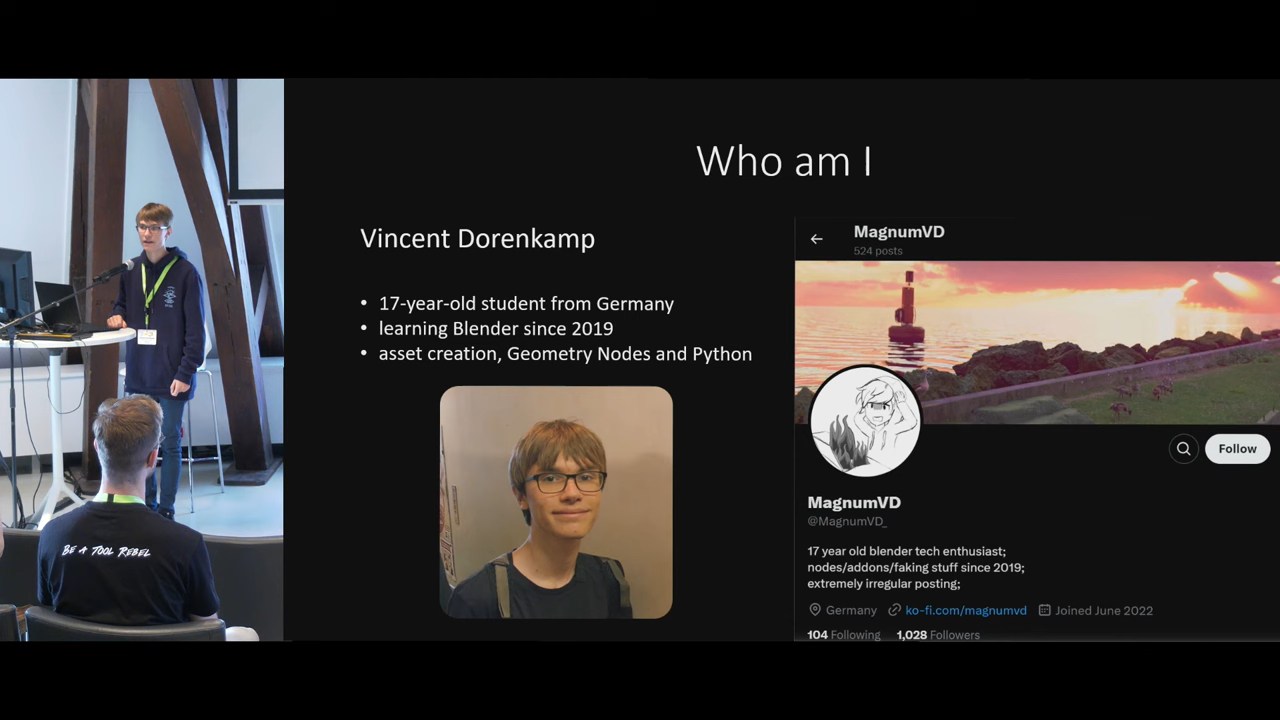 Who am I
Vincent Dorenkamp
• 17-year-old student from Germany
• learning Blender since 2019
• asset creation, Geometry Nodes and Python
MagnumVD
524 posts
Follow
MagnumVD
@MagnumVD_
17 year old blender tech enthusiast;
nodes/addons/faking stuff since 2019;
extremely irregular posting;
Germany ko-fi.com/magnumvd Joined June 2022
104 Following 1,028 Followers
BE A TOOL REBEL